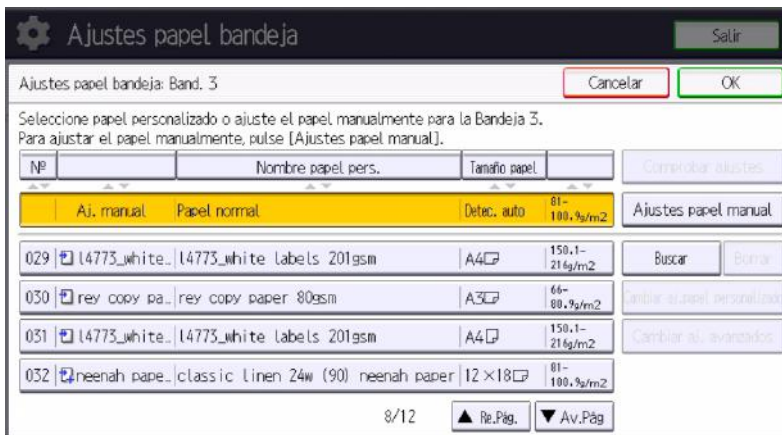 Ajustes papel bandeja
Salir
Ajustes papel bandeja: Band. 3
Cancelar
OK
Seleccione papel personalizado o ajuste el papel manualmente para la Bandeja 3.
Para ajustar el papel manualmente, pulse [Ajustes papel manual].
Nº
Nombre papel pers.
Tamaño papel
Comprobar ajustes
Aj. manual Papel normal Detec. auto 81-
100.9g/m2
Ajustes papel manual
029 l4773_white… l4773_white labels 201gsm A4 150.1-
216g/m2
Buscar
Borrar
030 rey copy pa… rey copy paper 80gsm A3 66-
80.9g/m2
Cambiar aj.papel personalizado
031 l4773_white… l4773_white labels 201gsm A4 150.1-
216g/m2
Cambiar aj. avanzados
032 neenah pape… classic linen 24w (90) neenah paper 12×18 81-
100.9g/m2
8/12
▲ Re.Pág.
▼ Av.Pág